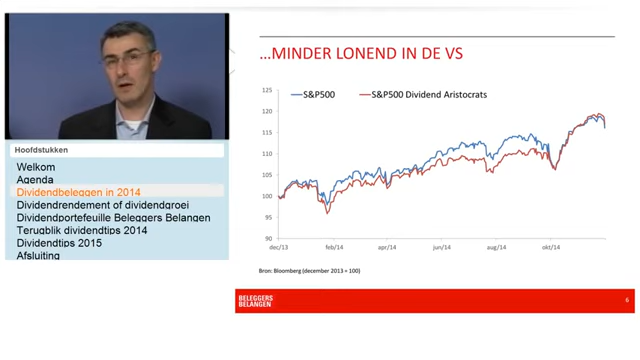 Hoofdstukken
Welkom
Agenda
Dividendbeleggen in 2014
Dividendrendement of dividendgroei
Dividendportefeuille Beleggers Belangen
Terugblik dividendtips 2014
Dividendtips 2015
Afsluiting
...MINDER LONEND IN DE VS
S&P500
S&P500 Dividend Aristocrats
125
120
115
110
105
100
95
90
dec/13
feb/14
apr/14
jun/14
aug/14
okt/14
Bron: Bloomberg (december 2013 = 100)
BELEGGERS
BELANGEN
6